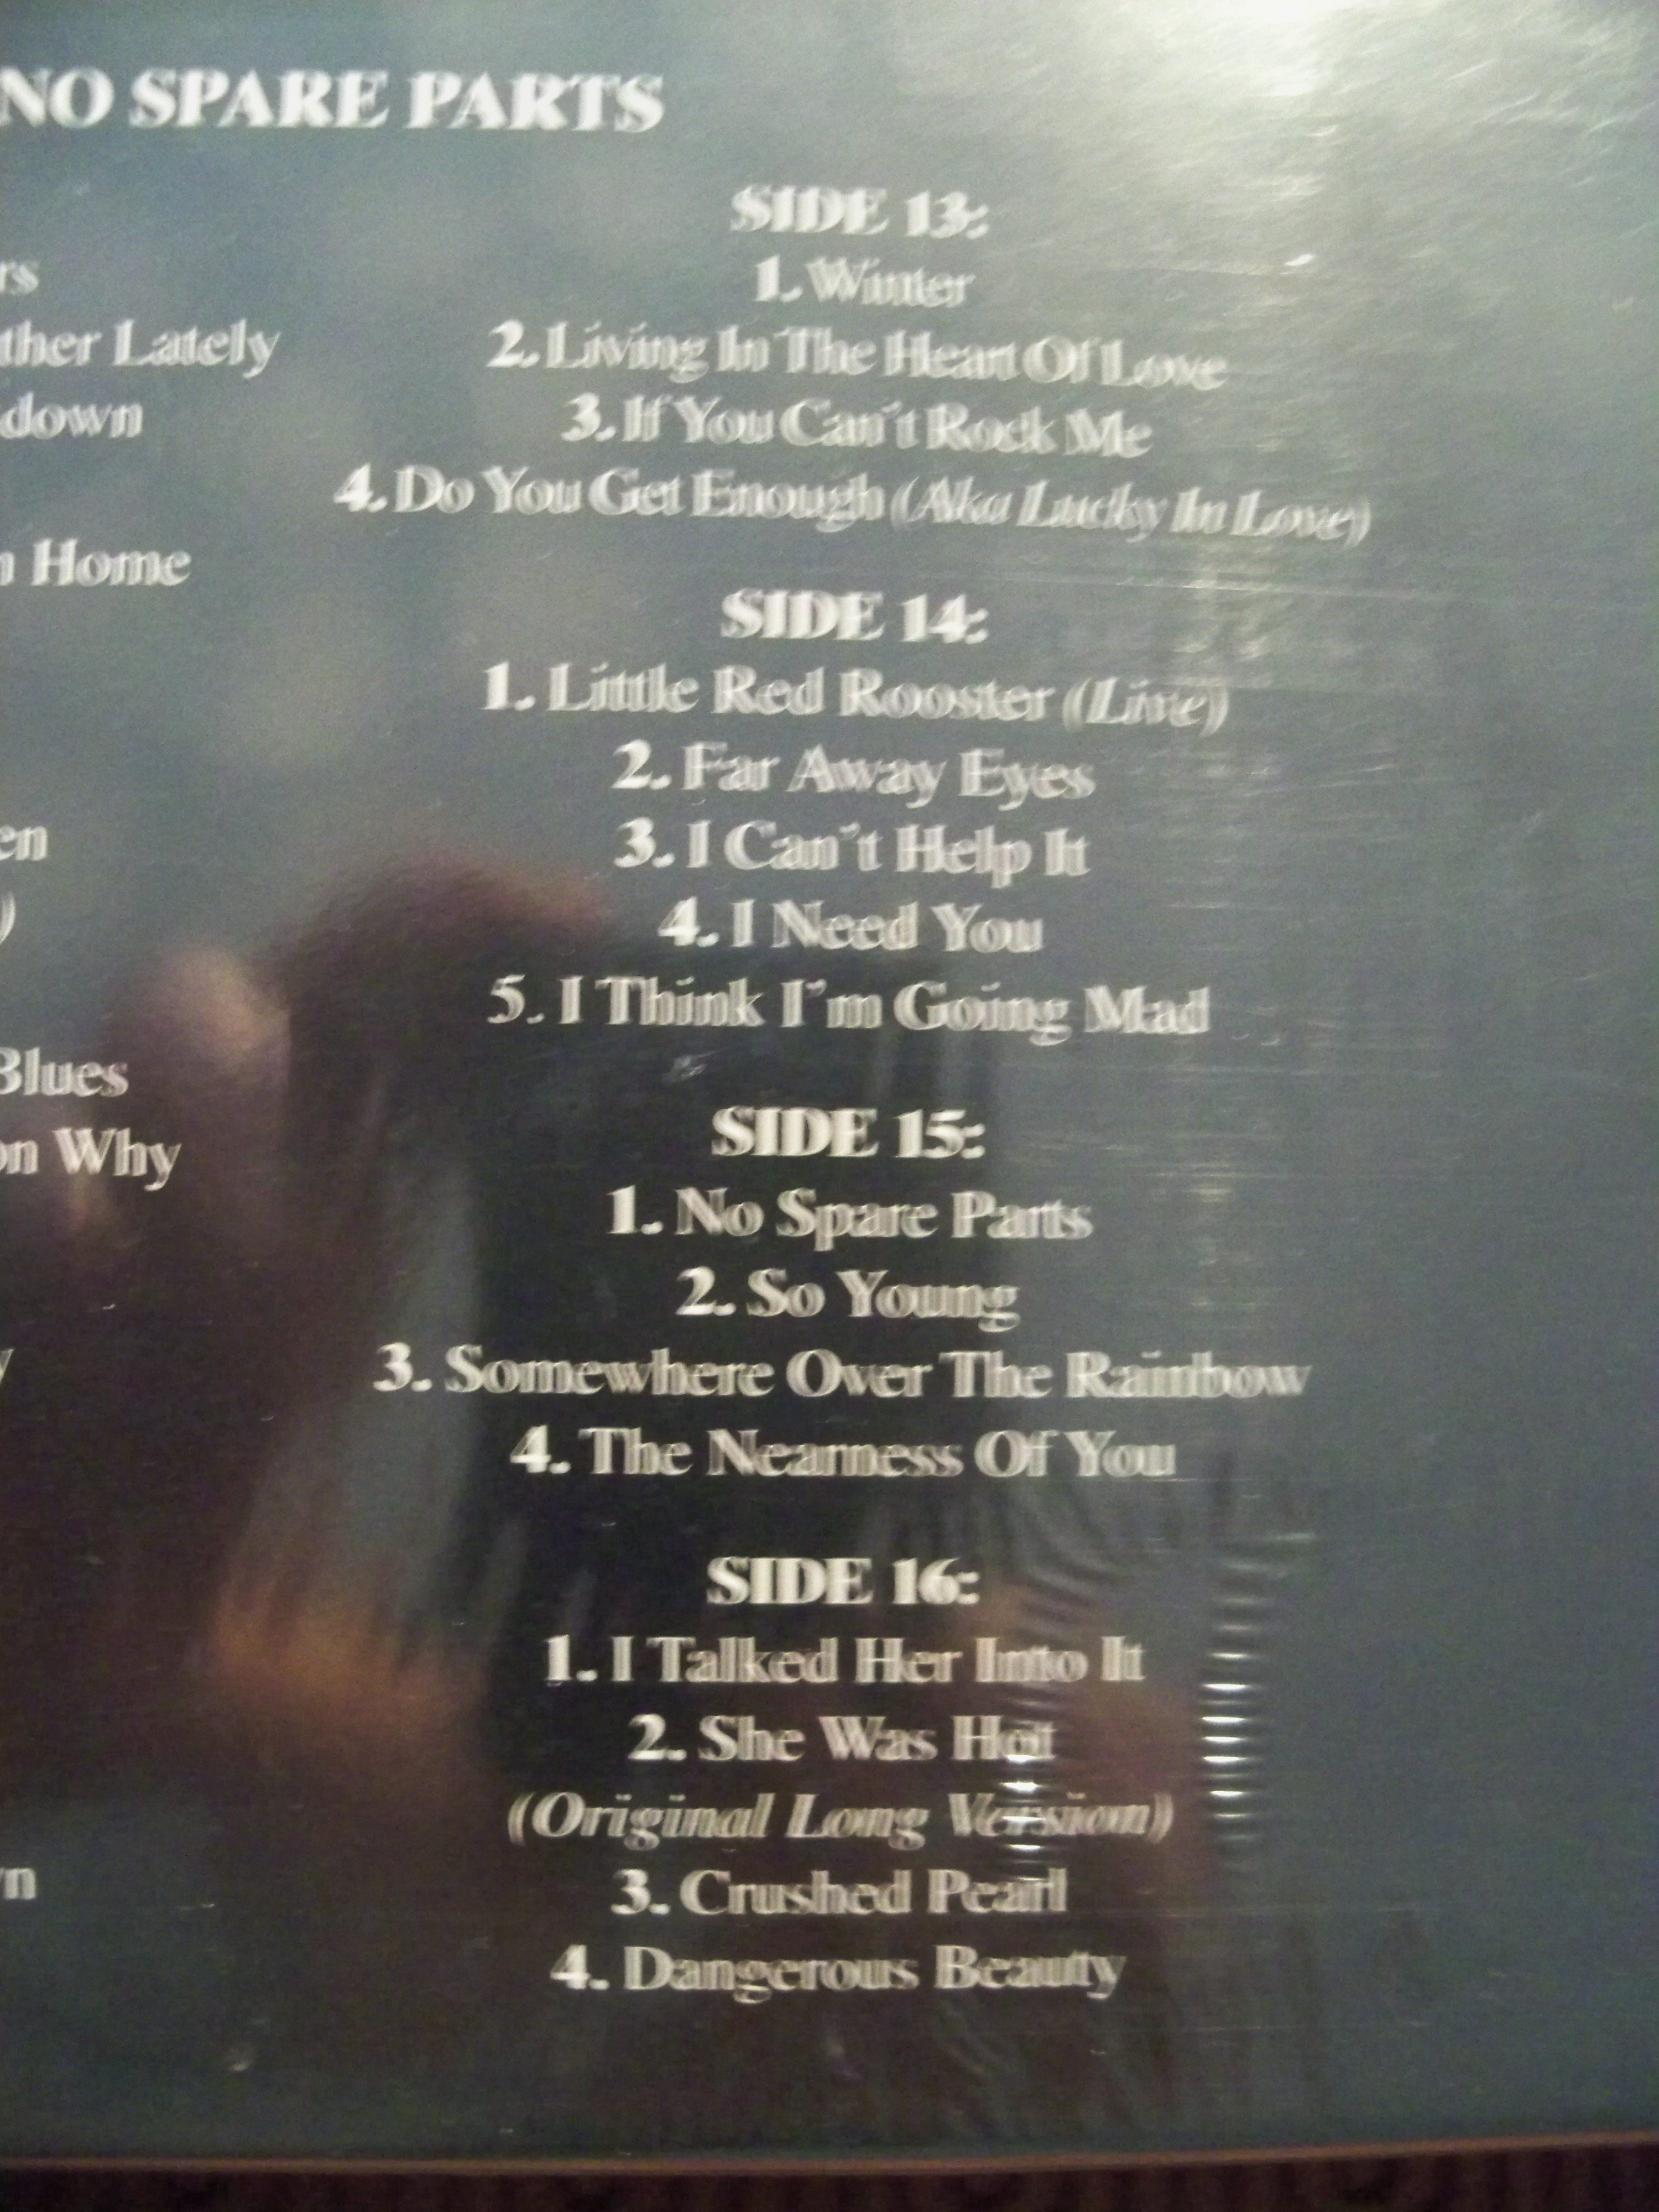 NO SPARE PARTS
rs
ther Lately
down
n Home
en
)
Blues
on Why
y
n
SIDE 13:
1. Winter
2. Living In The Heart Of Love
3. If You Can't Rock Me
4. Do You Get Enough (Aka Lucky In Love)
SIDE 14:
1. Little Red Rooster (Live)
2. Far Away Eyes
3. I Can't Help It
4. I Need You
5. I Think I'm Going Mad
SIDE 15:
1. No Spare Parts
2. So Young
3. Somewhere Over The Rainbow
4. The Nearness Of You
SIDE 16:
1. I Talked Her Into It
2. She Was Hot
(Original Long Version)
3. Crushed Pearl
4. Dangerous Beauty